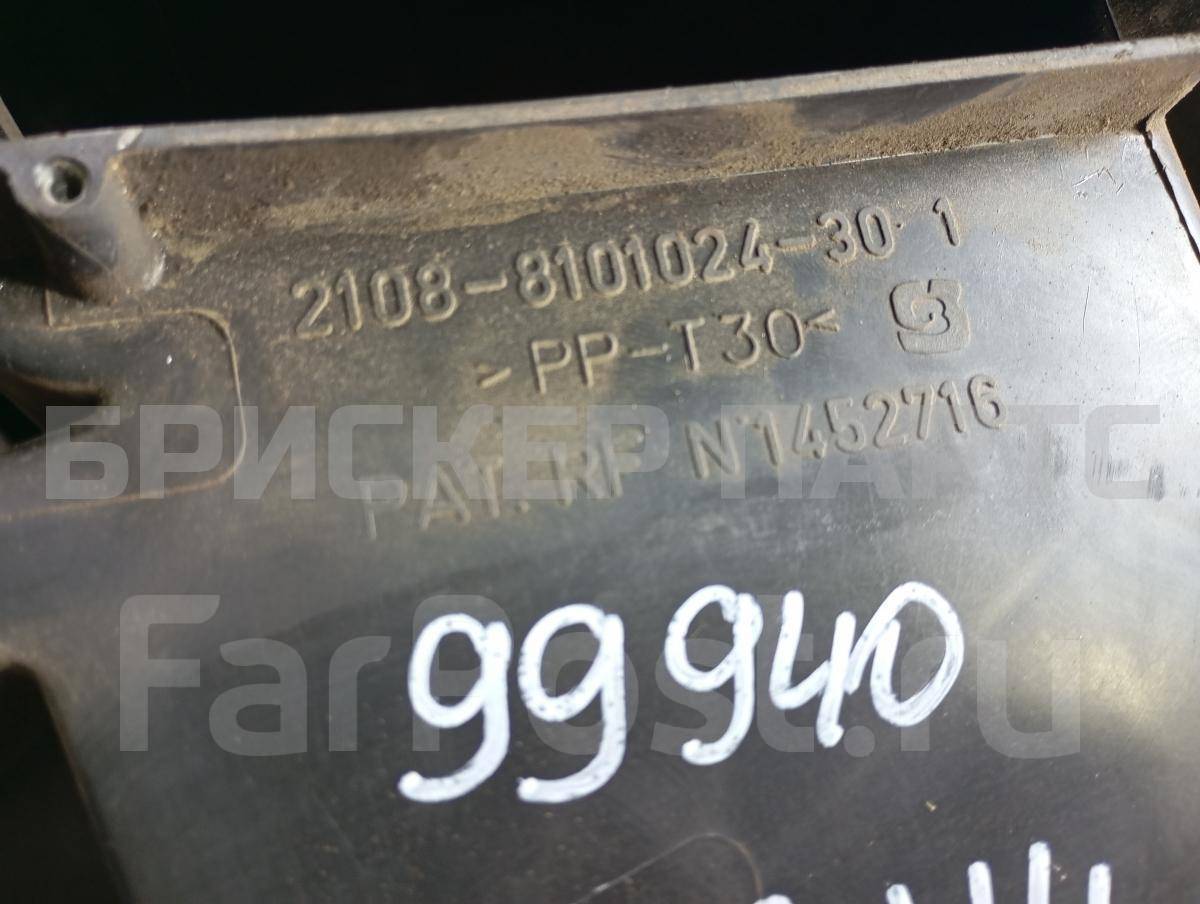 2108-8101024-30 1
>PP-T30<
PAT. RF N1452716
БРИСКЕР ПАРТС
FarPost.ru
99940